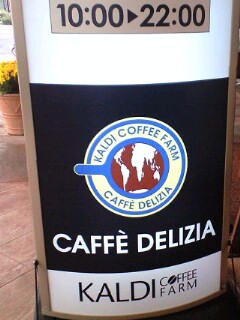 10:00▶22:00
KALDI COFFEE FARM
CAFFÈ DELIZIA
CAFFÈ DELIZIA
KALDI COFFEE
FARM